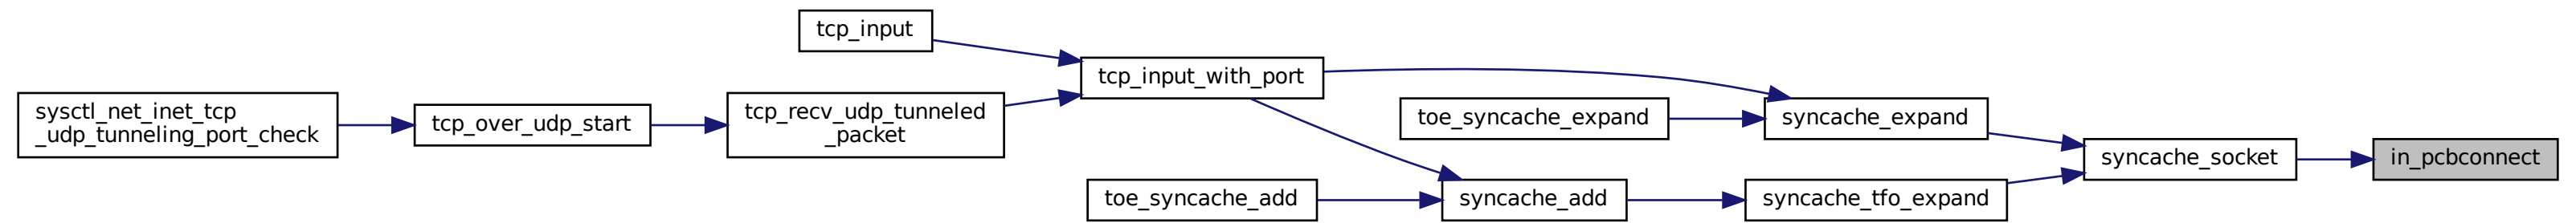 tcp_input
tcp_input_with_port
sysctl_net_inet_tcp
_udp_tunneling_port_check
tcp_over_udp_start
tcp_recv_udp_tunneled
_packet
toe_syncache_expand
syncache_expand
syncache_socket
in_pcbconnect
toe_syncache_add
syncache_add
syncache_tfo_expand